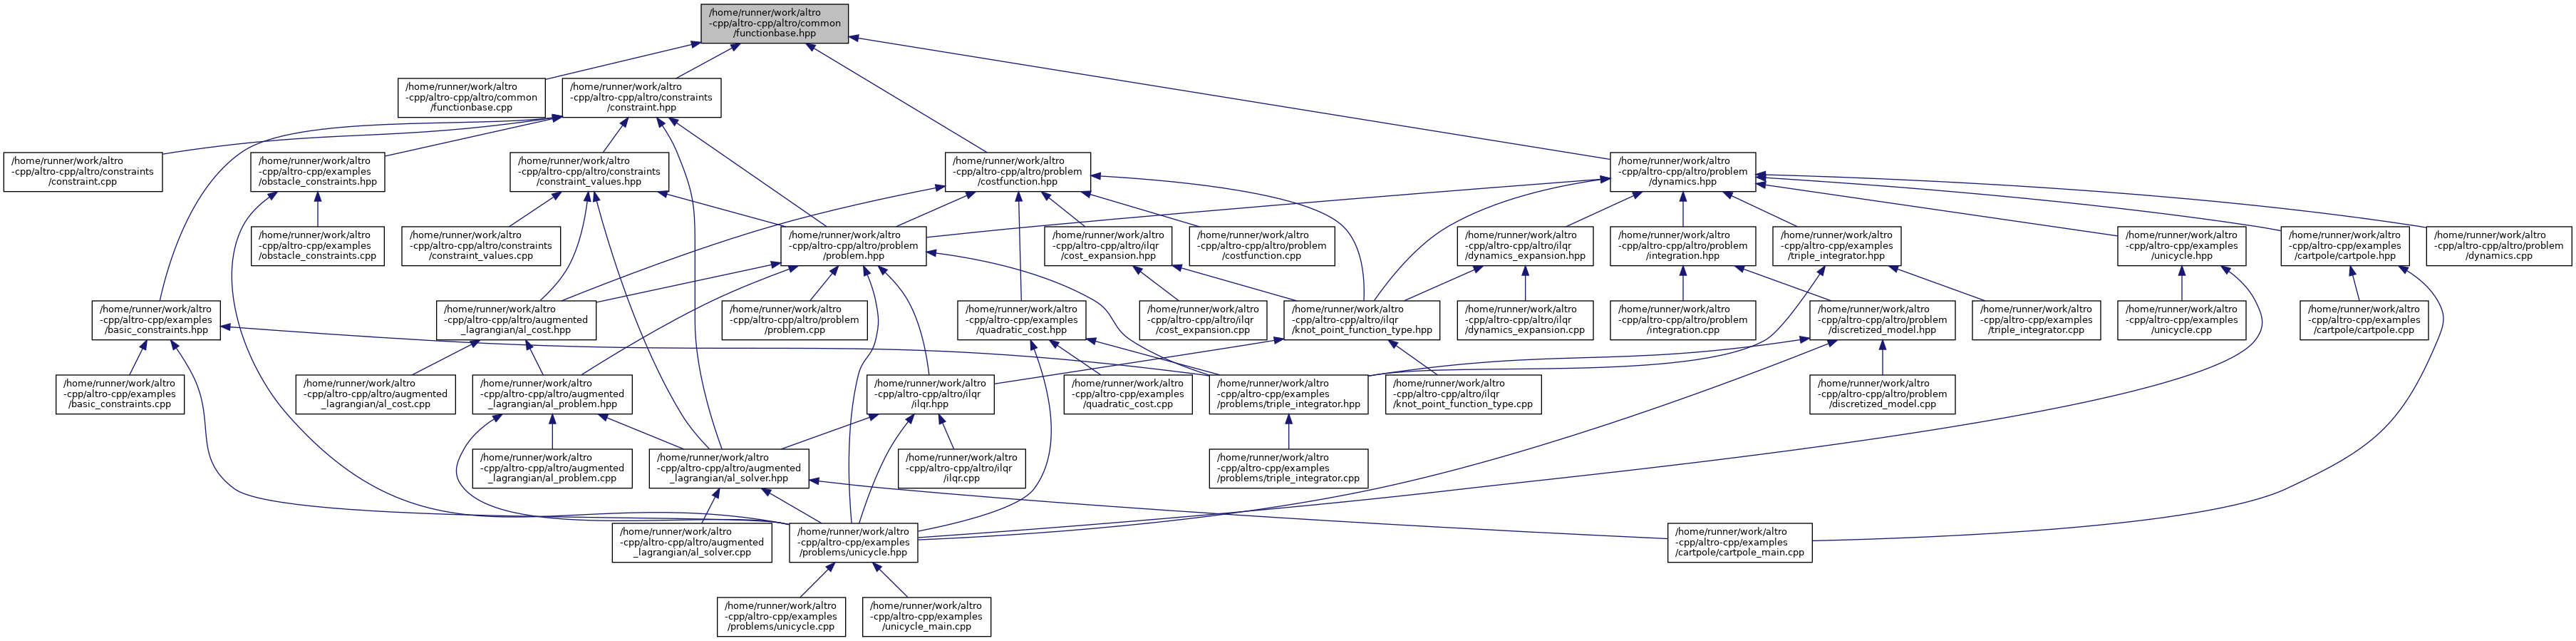 /home/runner/work/altro
-cpp/altro-cpp/altro/common
/functionbase.hpp
/home/runner/work/altro
-cpp/altro-cpp/altro/common
/functionbase.cpp
/home/runner/work/altro
-cpp/altro-cpp/altro/constraints
/constraint.hpp
/home/runner/work/altro
-cpp/altro-cpp/altro/constraints
/constraint.cpp
/home/runner/work/altro
-cpp/altro-cpp/examples
/obstacle_constraints.hpp
/home/runner/work/altro
-cpp/altro-cpp/altro/constraints
/constraint_values.hpp
/home/runner/work/altro
-cpp/altro-cpp/altro/problem
/costfunction.hpp
/home/runner/work/altro
-cpp/altro-cpp/altro/problem
/dynamics.hpp
/home/runner/work/altro
-cpp/altro-cpp/examples
/obstacle_constraints.cpp
/home/runner/work/altro
-cpp/altro-cpp/altro/constraints
/constraint_values.cpp
/home/runner/work/altro
-cpp/altro-cpp/altro/problem
/problem.hpp
/home/runner/work/altro
-cpp/altro-cpp/altro/ilqr
/cost_expansion.hpp
/home/runner/work/altro
-cpp/altro-cpp/altro/problem
/costfunction.cpp
/home/runner/work/altro
-cpp/altro-cpp/altro/ilqr
/dynamics_expansion.hpp
/home/runner/work/altro
-cpp/altro-cpp/altro/problem
/integration.hpp
/home/runner/work/altro
-cpp/altro-cpp/examples
/triple_integrator.hpp
/home/runner/work/altro
-cpp/altro-cpp/examples
/unicycle.hpp
/home/runner/work/altro
-cpp/altro-cpp/examples
/cartpole/cartpole.hpp
/home/runner/work/altro
-cpp/altro-cpp/altro/problem
/dynamics.cpp
/home/runner/work/altro
-cpp/altro-cpp/examples
/basic_constraints.hpp
/home/runner/work/altro
-cpp/altro-cpp/altro/augmented
_lagrangian/al_cost.hpp
/home/runner/work/altro
-cpp/altro-cpp/altro/problem
/problem.cpp
/home/runner/work/altro
-cpp/altro-cpp/examples
/quadratic_cost.hpp
/home/runner/work/altro
-cpp/altro-cpp/altro/ilqr
/cost_expansion.cpp
/home/runner/work/altro
-cpp/altro-cpp/altro/ilqr
/knot_point_function_type.hpp
/home/runner/work/altro
-cpp/altro-cpp/altro/ilqr
/dynamics_expansion.cpp
/home/runner/work/altro
-cpp/altro-cpp/altro/problem
/integration.cpp
/home/runner/work/altro
-cpp/altro-cpp/altro/problem
/discretized_model.hpp
/home/runner/work/altro
-cpp/altro-cpp/examples
/triple_integrator.cpp
/home/runner/work/altro
-cpp/altro-cpp/examples
/unicycle.cpp
/home/runner/work/altro
-cpp/altro-cpp/examples
/cartpole/cartpole.cpp
/home/runner/work/altro
-cpp/altro-cpp/examples
/basic_constraints.cpp
/home/runner/work/altro
-cpp/altro-cpp/altro/augmented
_lagrangian/al_cost.cpp
/home/runner/work/altro
-cpp/altro-cpp/altro/augmented
_lagrangian/al_problem.hpp
/home/runner/work/altro
-cpp/altro-cpp/altro/ilqr
/ilqr.hpp
/home/runner/work/altro
-cpp/altro-cpp/examples
/quadratic_cost.cpp
/home/runner/work/altro
-cpp/altro-cpp/examples
/problems/triple_integrator.hpp
/home/runner/work/altro
-cpp/altro-cpp/altro/ilqr
/knot_point_function_type.cpp
/home/runner/work/altro
-cpp/altro-cpp/altro/problem
/discretized_model.cpp
/home/runner/work/altro
-cpp/altro-cpp/altro/augmented
_lagrangian/al_problem.cpp
/home/runner/work/altro
-cpp/altro-cpp/altro/augmented
_lagrangian/al_solver.hpp
/home/runner/work/altro
-cpp/altro-cpp/altro/ilqr
/ilqr.cpp
/home/runner/work/altro
-cpp/altro-cpp/examples
/problems/triple_integrator.cpp
/home/runner/work/altro
-cpp/altro-cpp/altro/augmented
_lagrangian/al_solver.cpp
/home/runner/work/altro
-cpp/altro-cpp/examples
/problems/unicycle.hpp
/home/runner/work/altro
-cpp/altro-cpp/examples
/cartpole/cartpole_main.cpp
/home/runner/work/altro
-cpp/altro-cpp/examples
/problems/unicycle.cpp
/home/runner/work/altro
-cpp/altro-cpp/examples
/unicycle_main.cpp